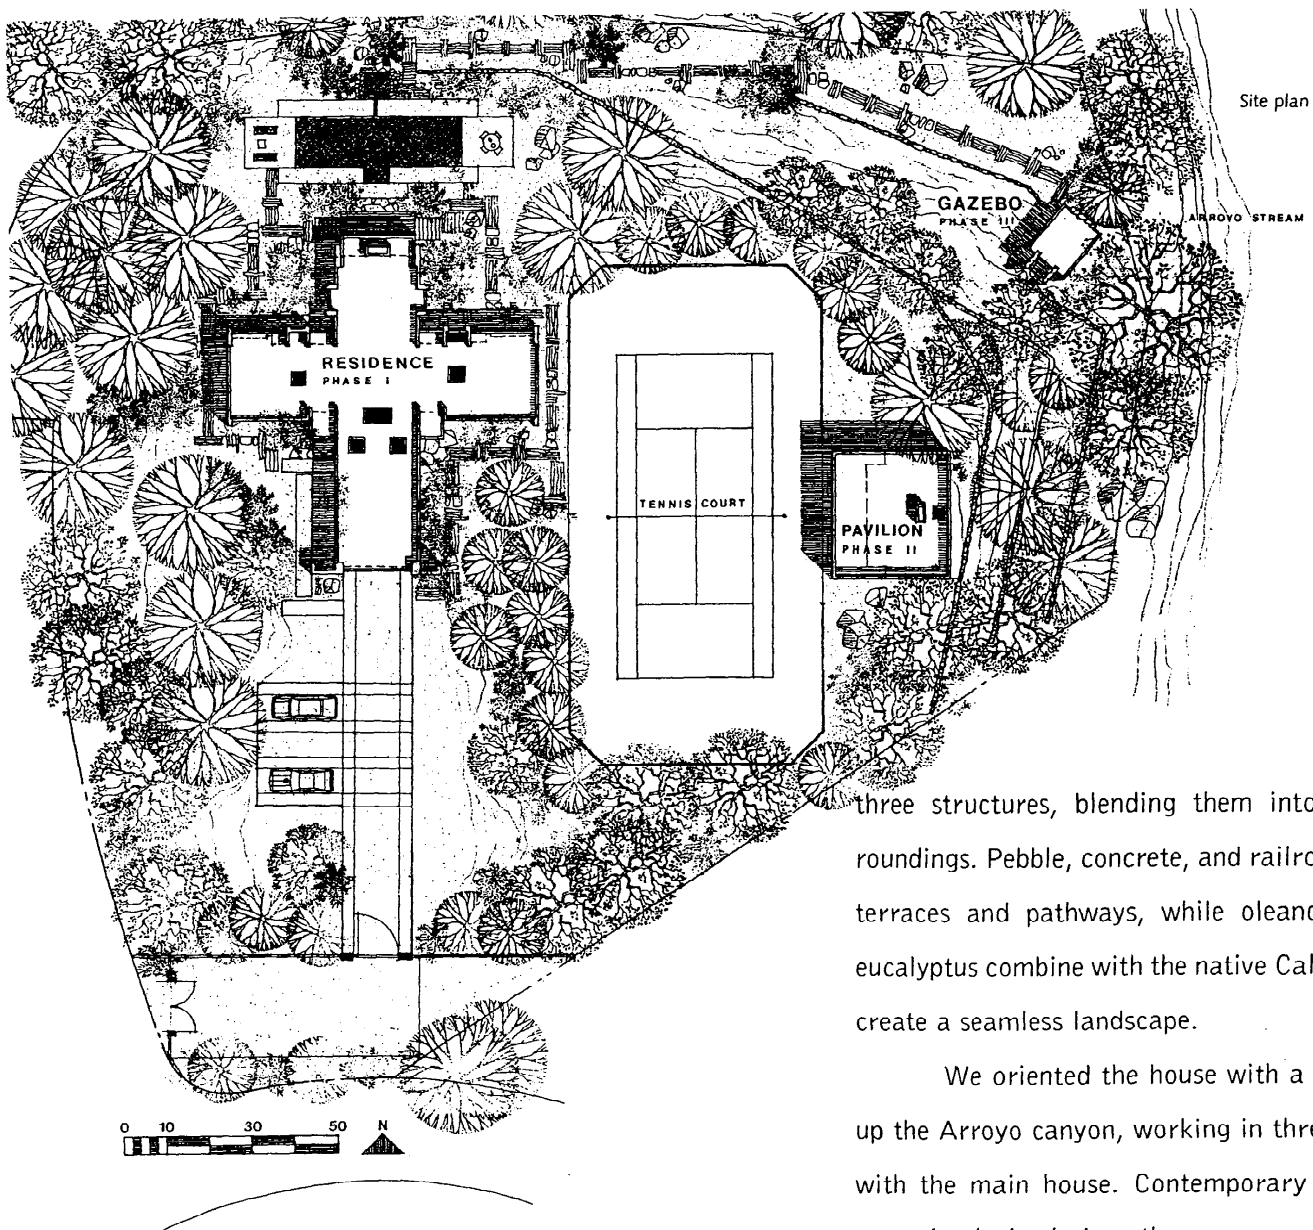 Site plan
GAZEBO
PHASE III
ARROYO STREAM
RESIDENCE
PHASE I
TENNIS COURT
PAVILION
PHASE II
three structures, blending them into
roundings. Pebble, concrete, and railro
terraces and pathways, while oleand
eucalyptus combine with the native Cal
create a seamless landscape.
We oriented the house with a
up the Arroyo canyon, working in thre
with the main house. Contemporary
0 10 30 50 N